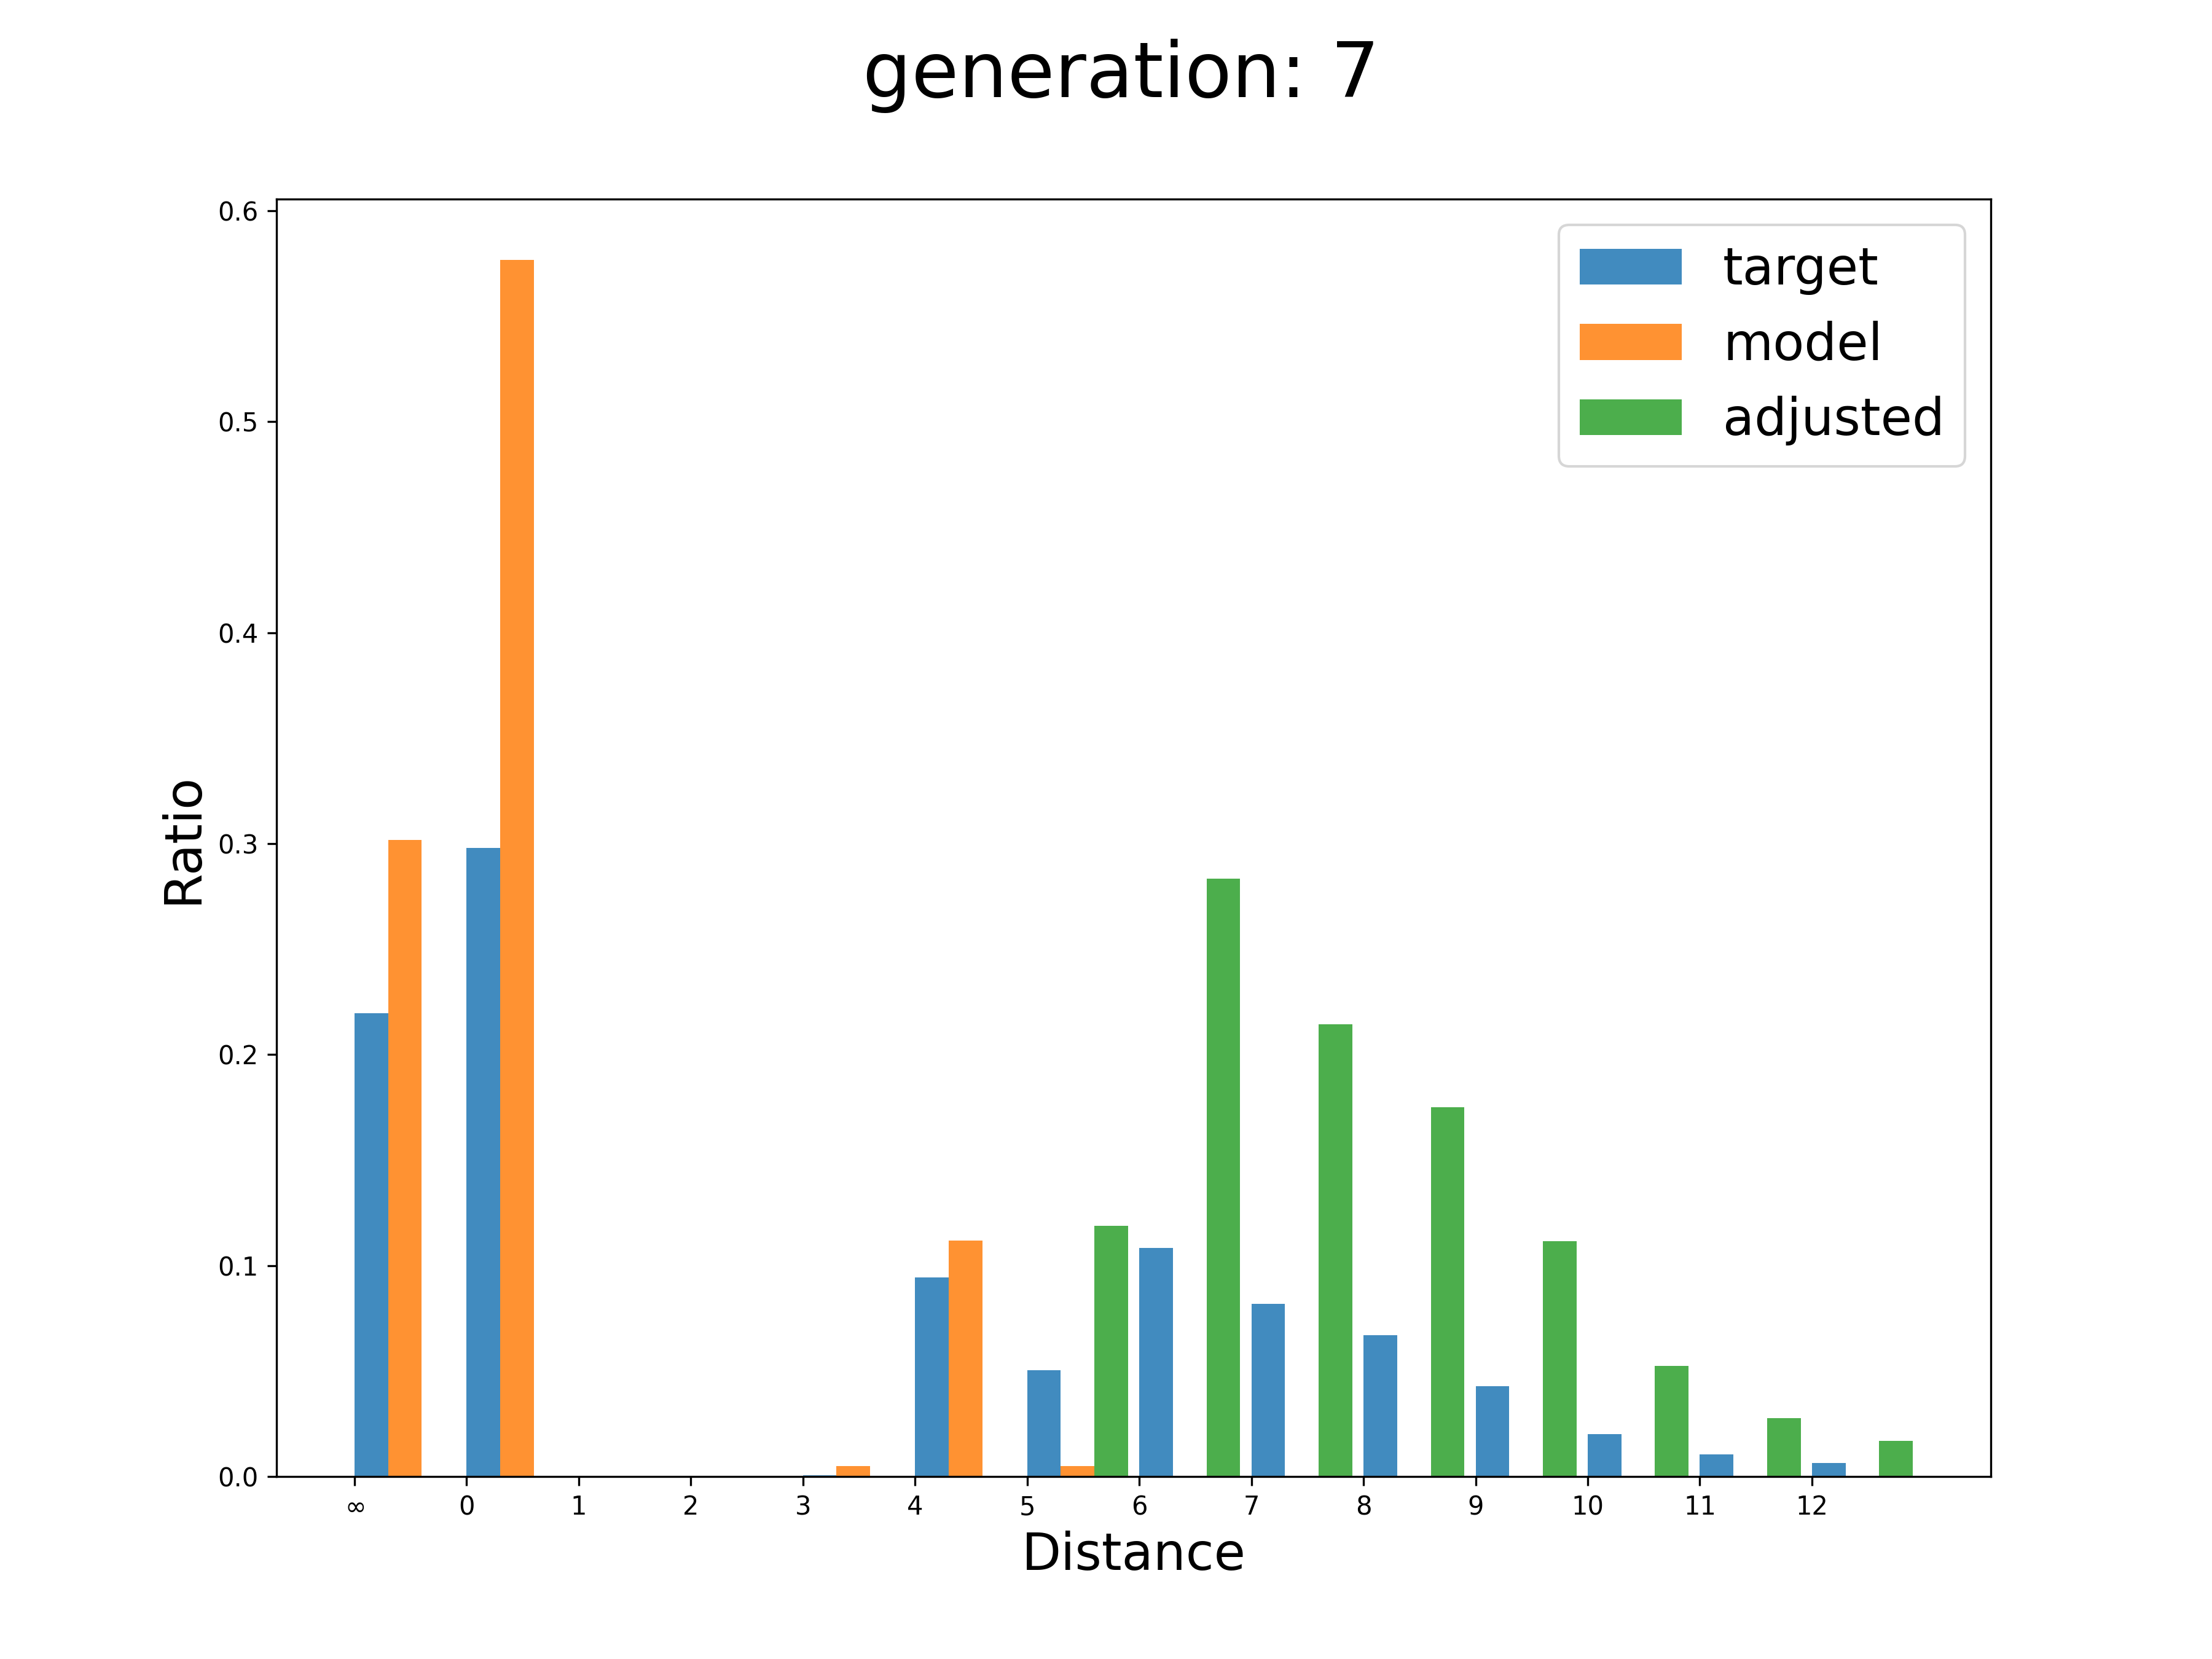 generation: 7
target
model
adjusted
Ratio
0.6
0.5
0.4
0.3
0.2
0.1
0.0
∞ 0 1 2 3 4 5 6 7 8 9 10 11 12
Distance